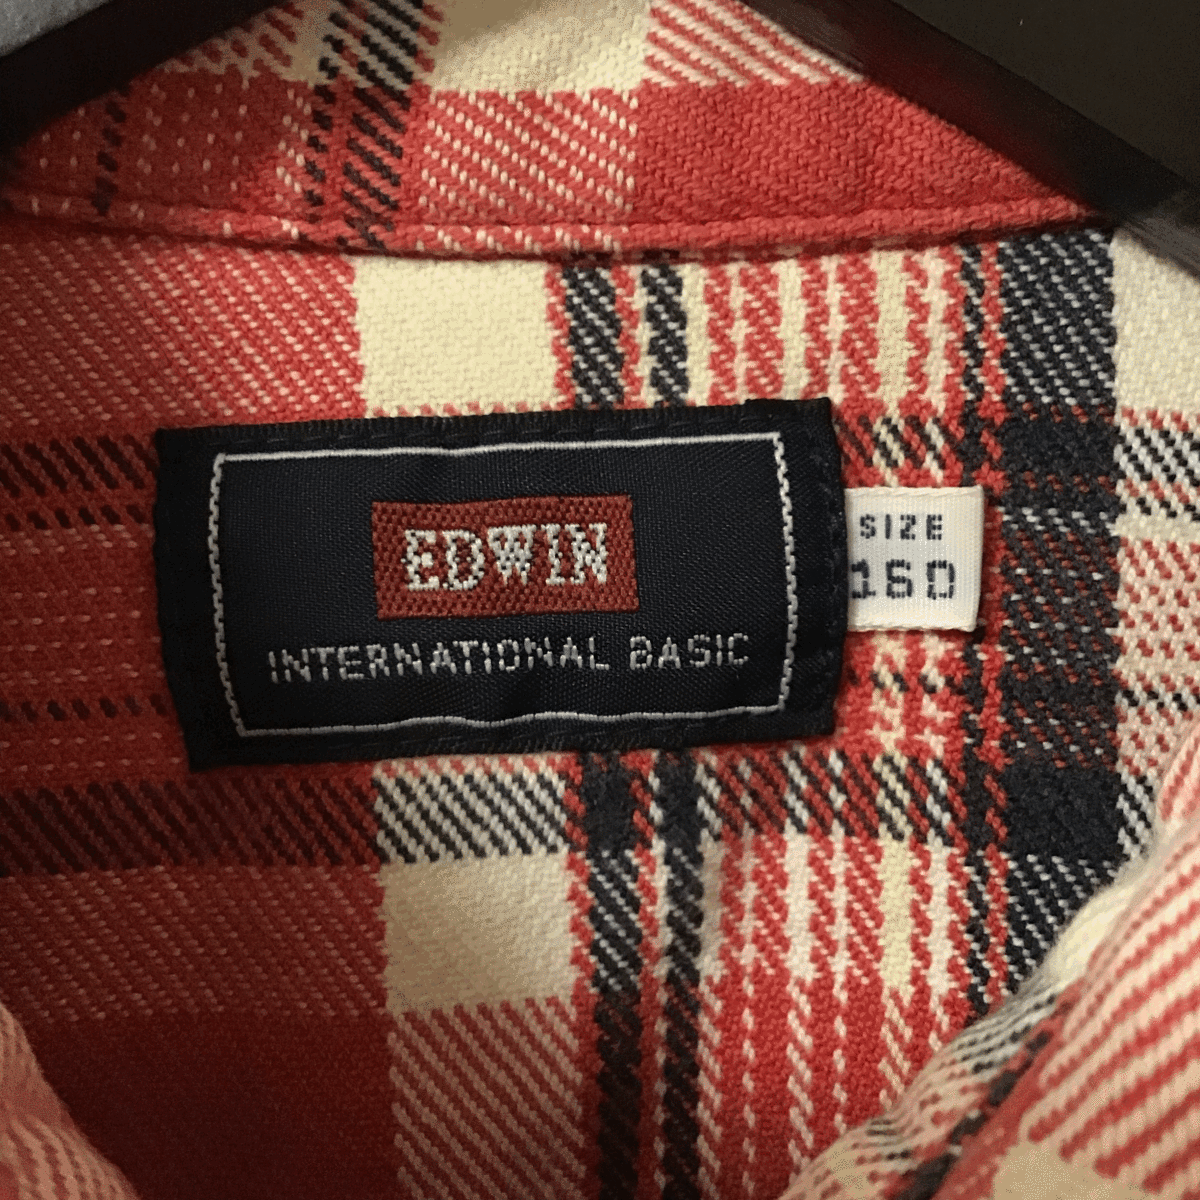 EDWIN
INTERNATIONAL BASIC
SIZE
160